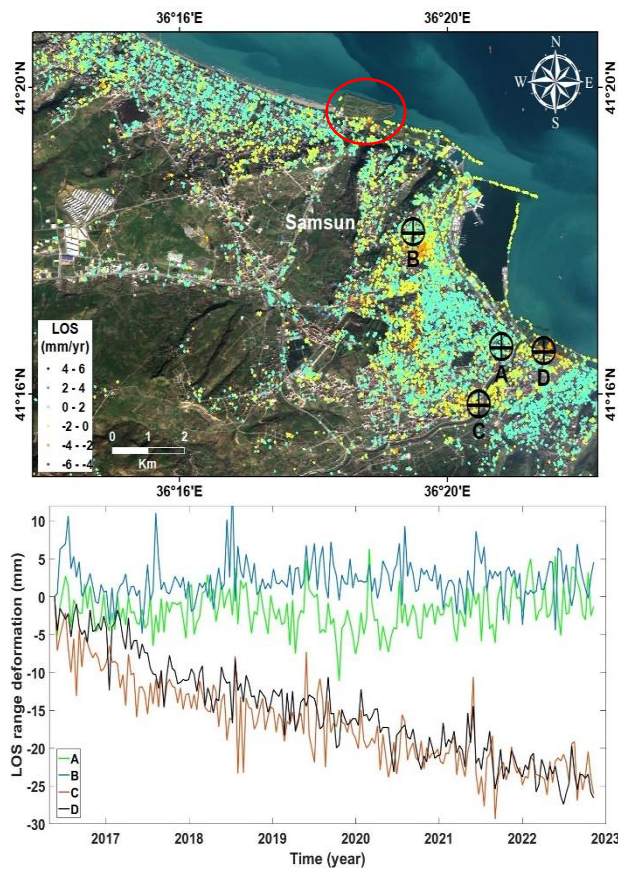 36°16'E 36°20'E
41°20'N 41°20'N
N
W E
S
Samsun
B
LOS
(mm/yr)
4 - 6
2 - 4
0 - 2
-2 - 0
-4 --2
-6 --4
A D
C
41°16'N 41°16'N
0 1 2
Km
36°16'E 36°20'E
10
5
0
-5
-10
-15
-20
-25
-30
LOS range deformation (mm)
A
B
C
D
2017 2018 2019 2020 2021 2022 2023
Time (year)